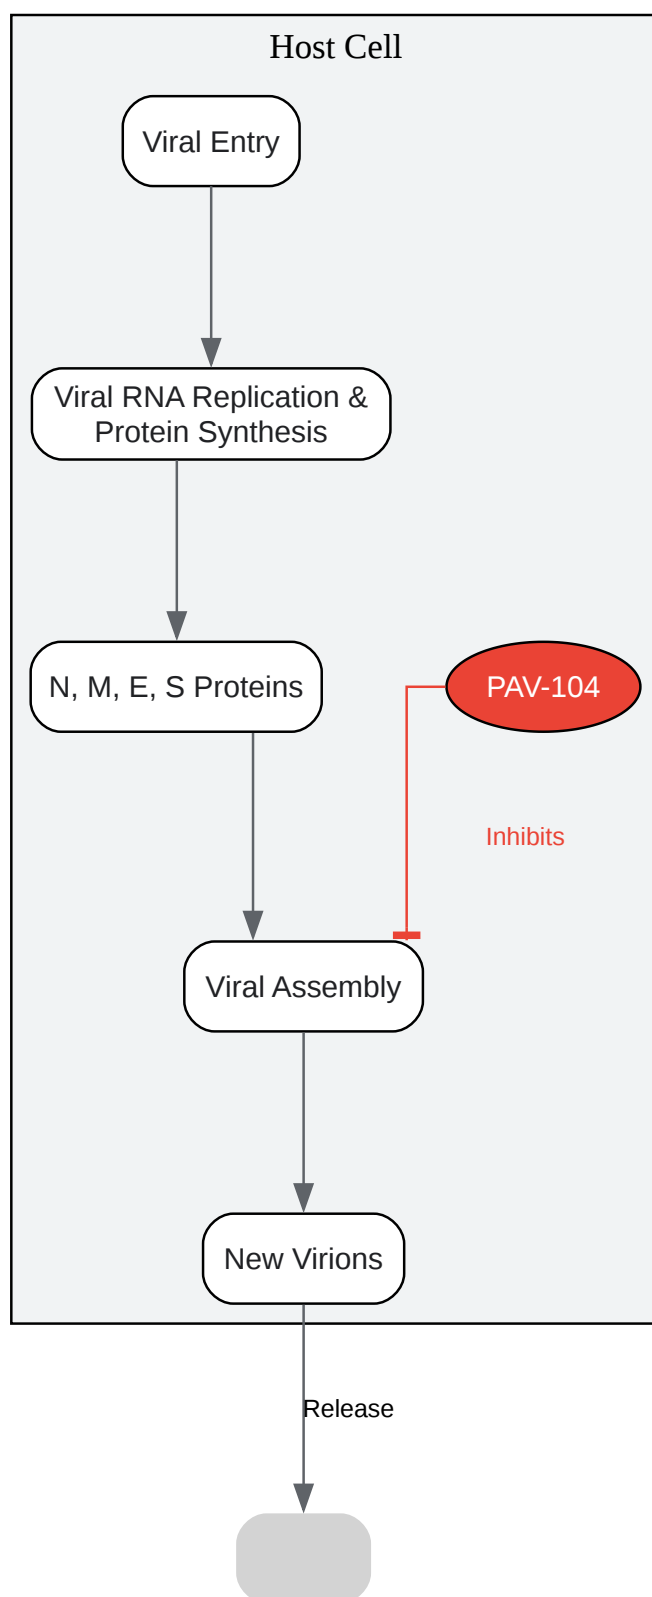 Host Cell
Viral Entry
Viral RNA Replication &
Protein Synthesis
N, M, E, S Proteins
PAV-104
Inhibits
Viral Assembly
New Virions
Release